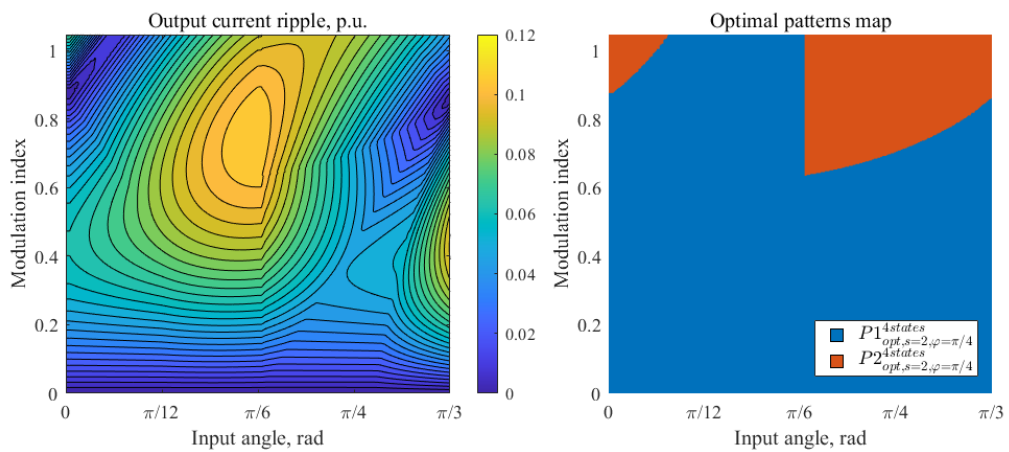 Output current ripple, p.u.
1
0.8
0.6
0.4
0.2
0
Modulation index
0
π/12
π/6
π/4
π/3
Input angle, rad
0.12
0.1
0.08
0.06
0.04
0.02
0
Optimal patterns map
1
0.8
0.6
0.4
0.2
0
Modulation index
P1^{4states}_{opt,s=2,φ=π/4}
P2^{4states}_{opt,s=2,φ=π/4}
0
π/12
π/6
π/4
π/3
Input angle, rad